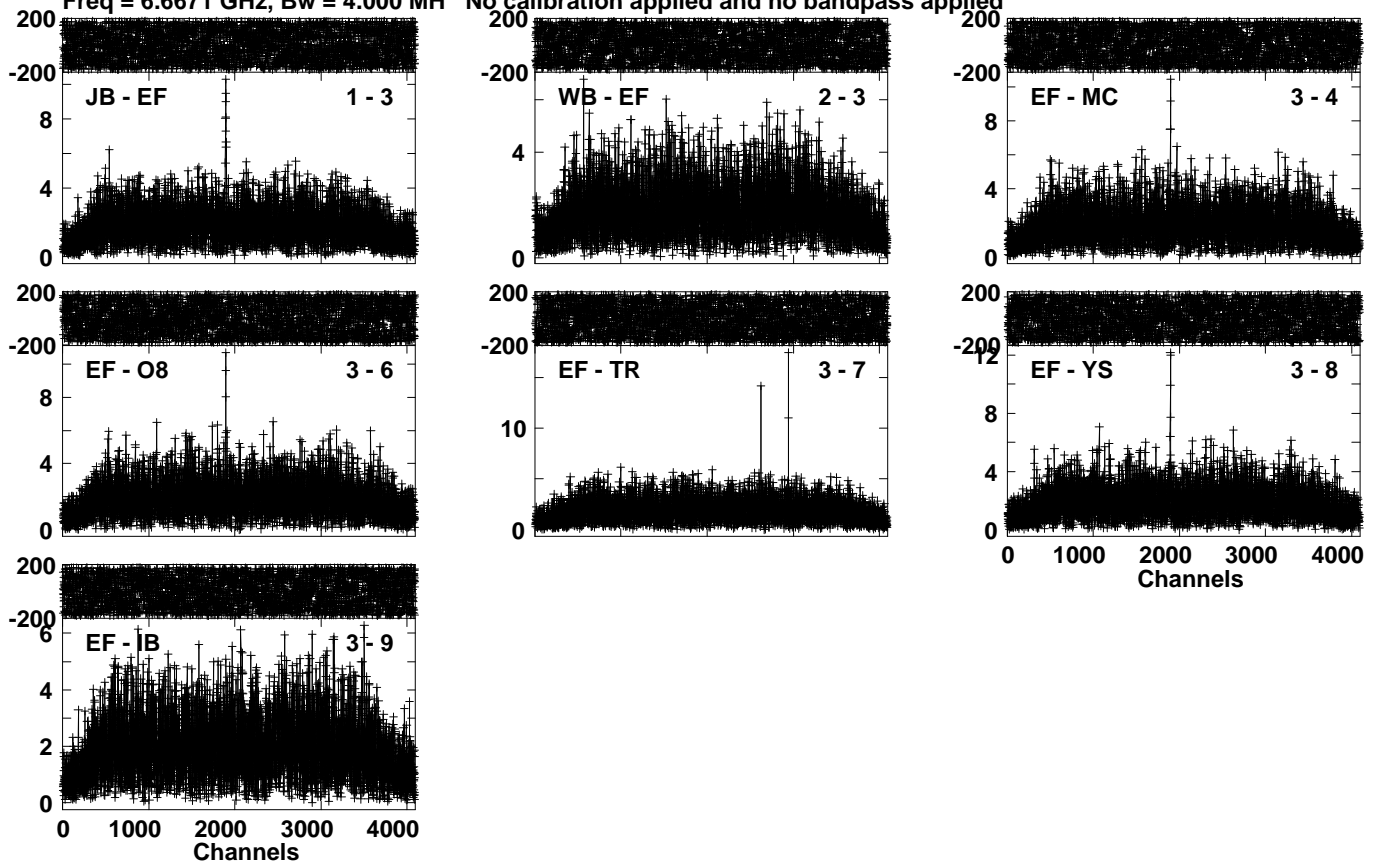 Freq = 6.6671 GHz, Bw = 4.000 MH No calibration applied and no bandpass applied
200
-200
JB - EF 1 - 3
8
4
0
200
-200
WB - EF 2 - 3
4
0
200
-200
EF - MC 3 - 4
8
4
0
200
-200
EF - O8 3 - 6
8
4
0
200
-200
EF - TR 3 - 7
10
0
200
-200
12
EF - YS 3 - 8
8
4
0
0 1000 2000 3000 4000
Channels
200
-200
6
EF - IB 3 - 9
4
2
0
0 1000 2000 3000 4000
Channels